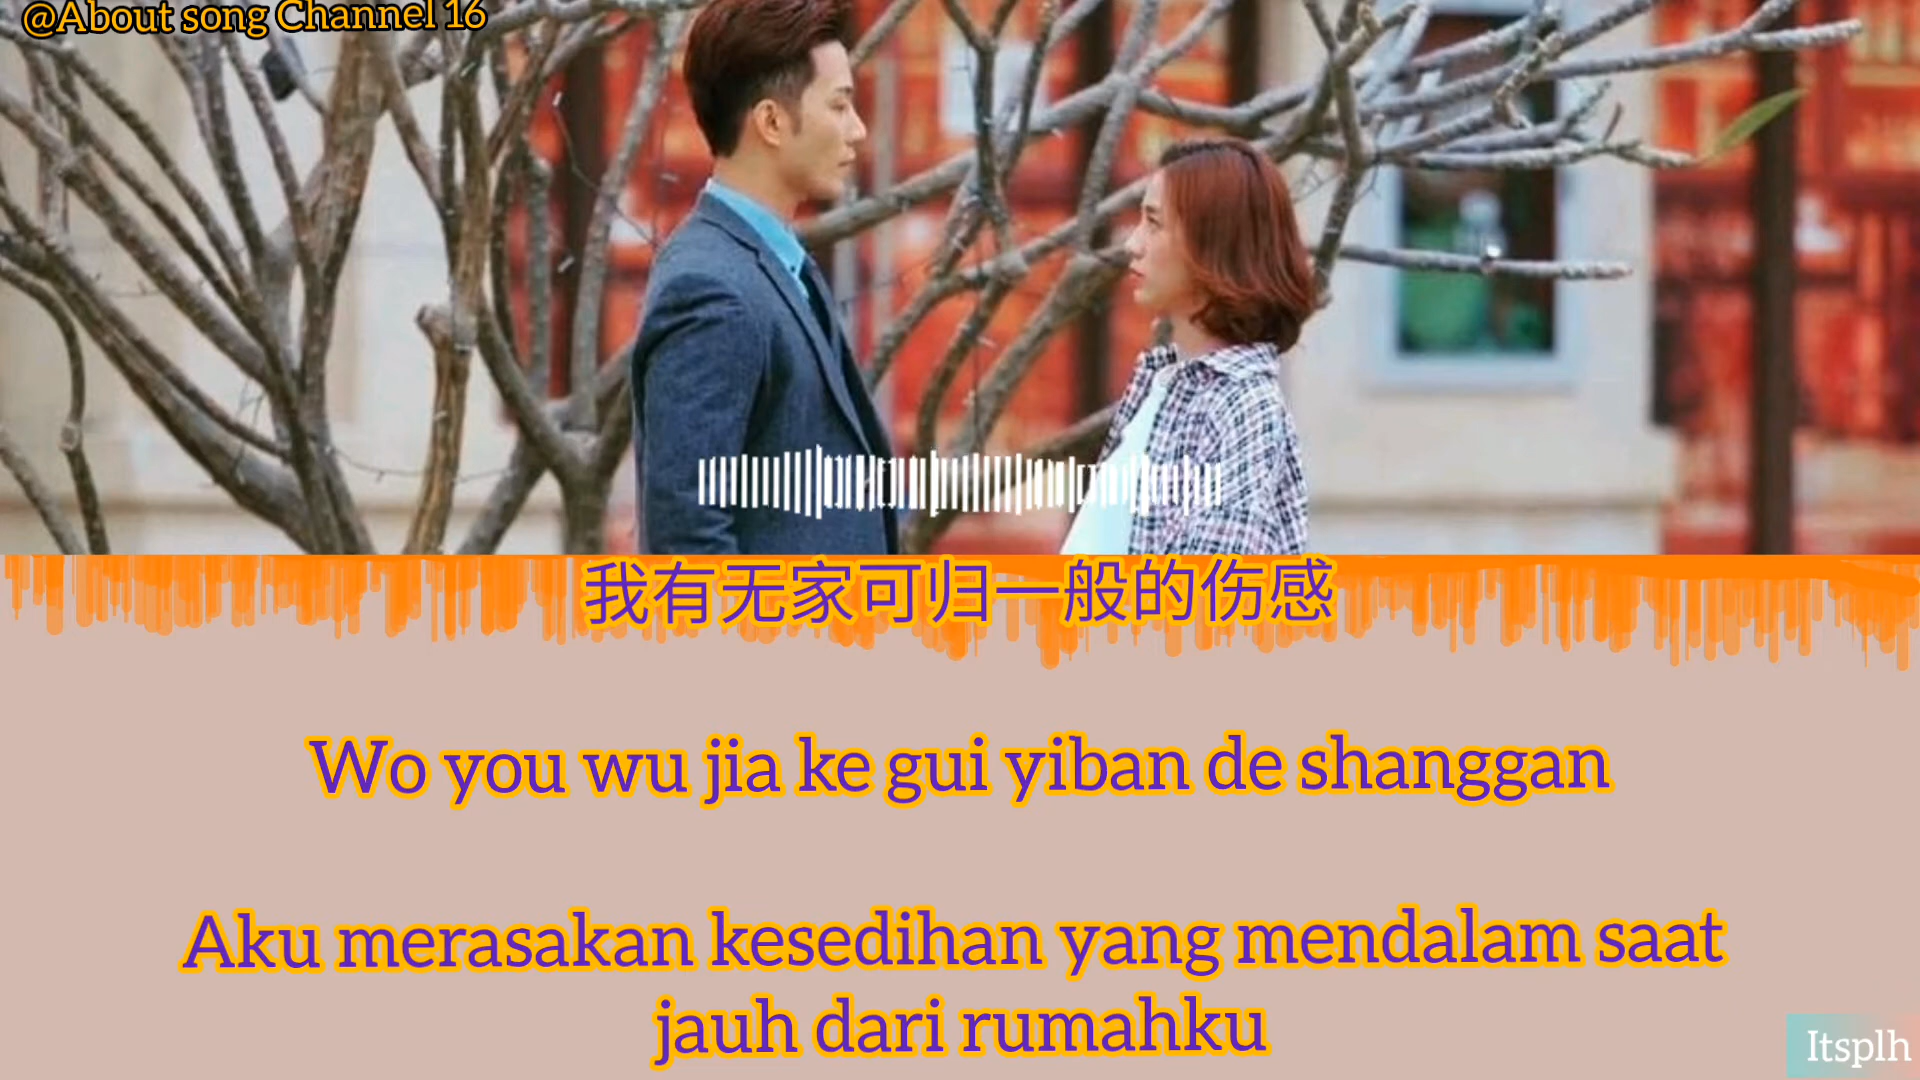 @About song Channel 16
我有无家可归一般的伤感
Wo you wu jia ke gui yiban de shanggan
Aku merasakan kesedihan yang mendalam saat
jauh dari rumahku
Itsplh